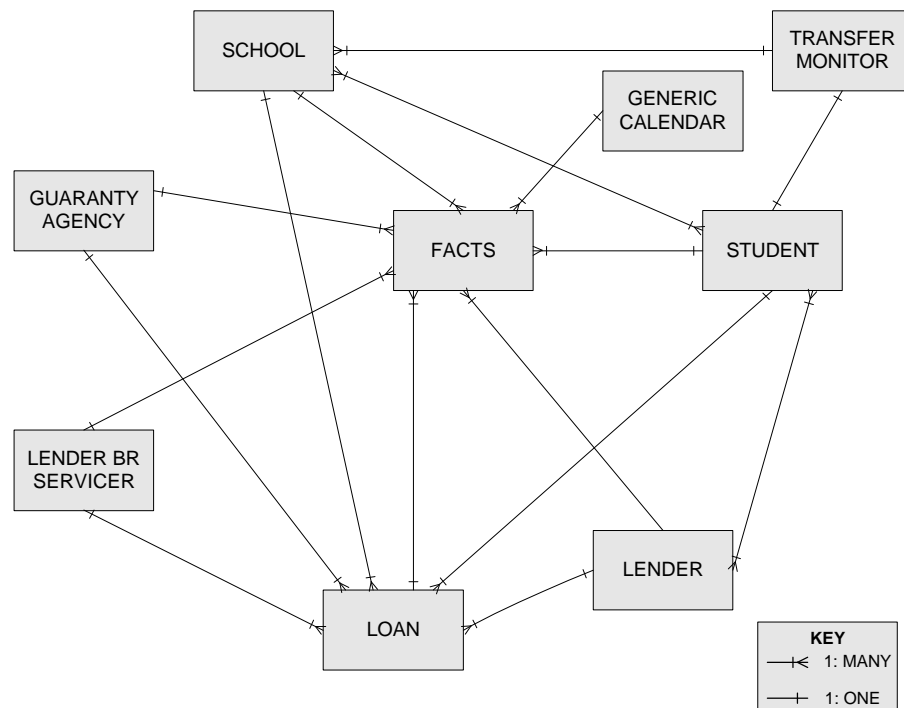 SCHOOL
TRANSFER
MONITOR
GENERIC
CALENDAR
GUARANTY
AGENCY
FACTS
STUDENT
LENDER BR
SERVICER
LENDER
LOAN
KEY
1: MANY
1: ONE